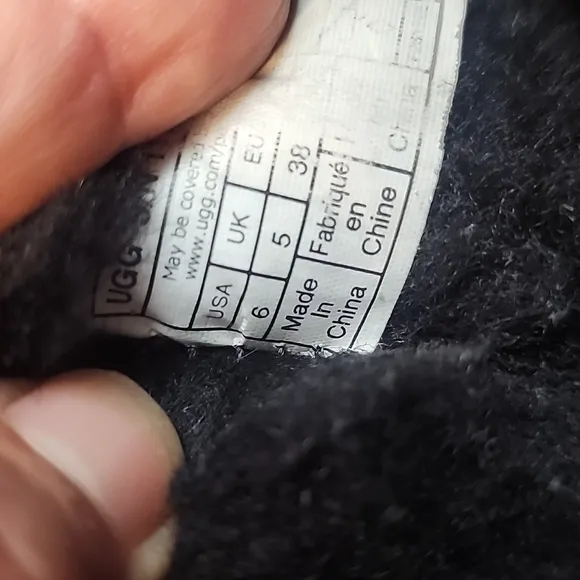 UGG
May be covered
www.ugg.com/p
USA UK EU
6 5 38
Made In China
Fabriqué en Chine